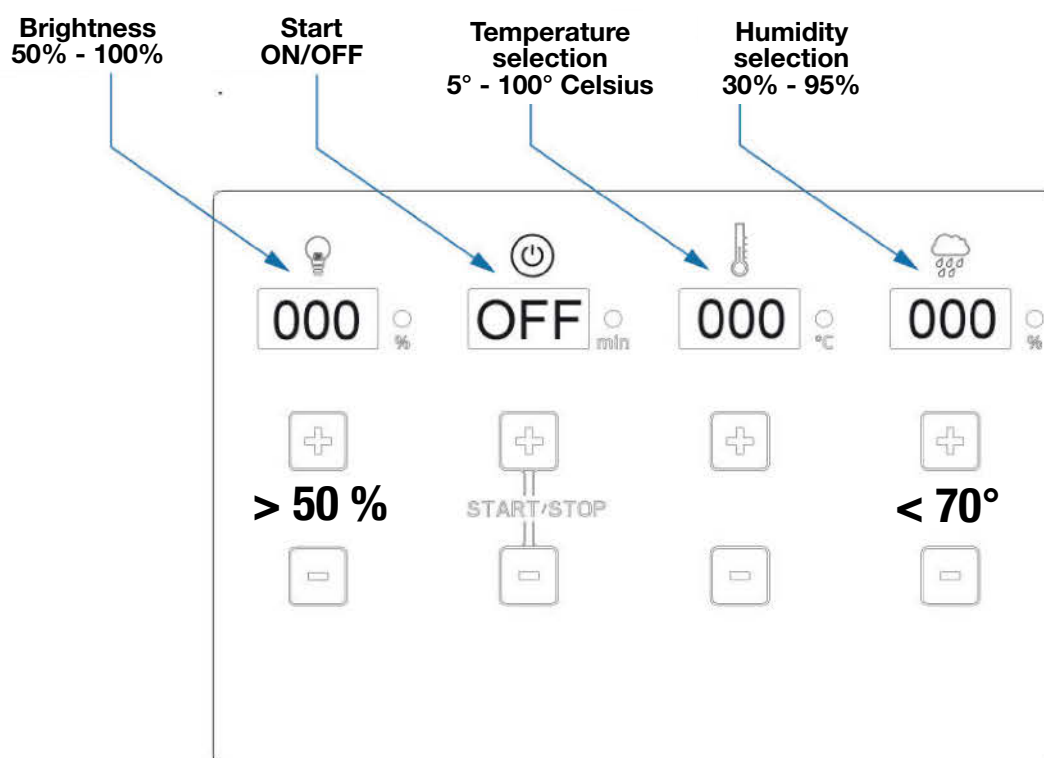 Brightness
50% - 100%
Start
ON/OFF
Temperature
selection
5° - 100° Celsius
Humidity
selection
30% - 95%
000
%
OFF
min
000
°C
000
%
> 50 %
START/STOP
< 70°